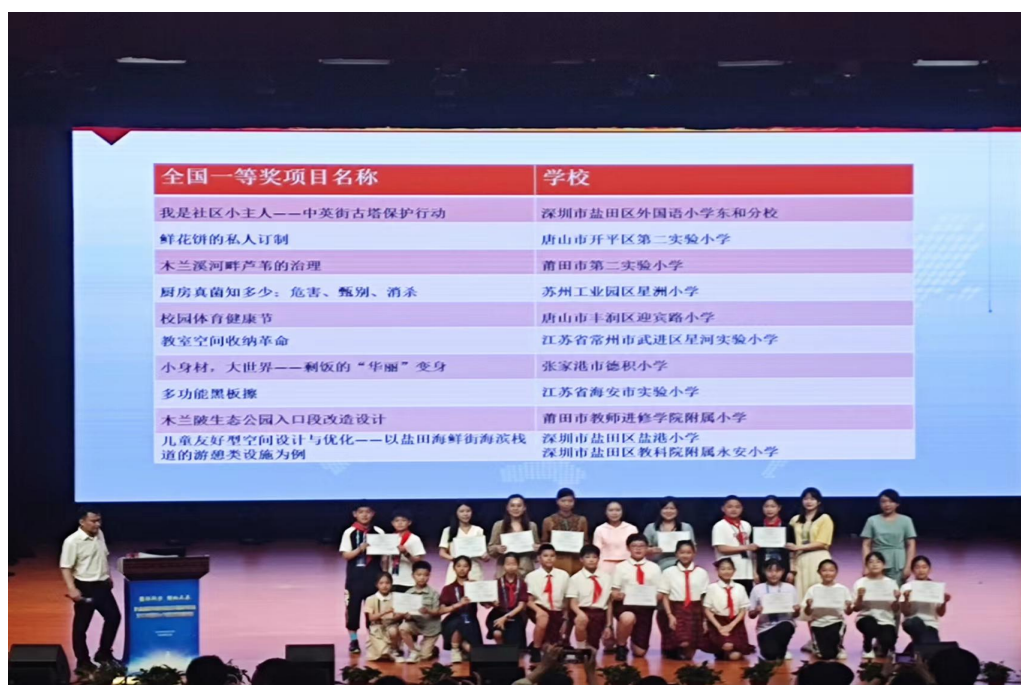 全国一等奖项目名称 学校
我是社区小主人——中英街古塔保护行动 深圳市盐田区外国语小学东和分校
鲜花饼的私人订制 唐山市开平区第二实验小学
木兰溪河畔芦苇的治理 莆田市第二实验小学
厨房真菌知多少：危害、甄别、消杀 苏州工业园区星洲小学
校园体育健康节 唐山市丰润区迎宾路小学
教室空间收纳革命 江苏省常州市武进区星河实验小学
小身材，大世界——剩饭的“华丽”变身 张家港市德积小学
多功能黑板擦 江苏省海安市实验小学
木兰陂生态公园入口段改造设计 莆田市教师进修学院附属小学
儿童友好型空间设计与优化——以盐田海鲜街海滨栈
道的游憩类设施为例
深圳市盐田区盐港小学
深圳市盐田区教科院附属永安小学